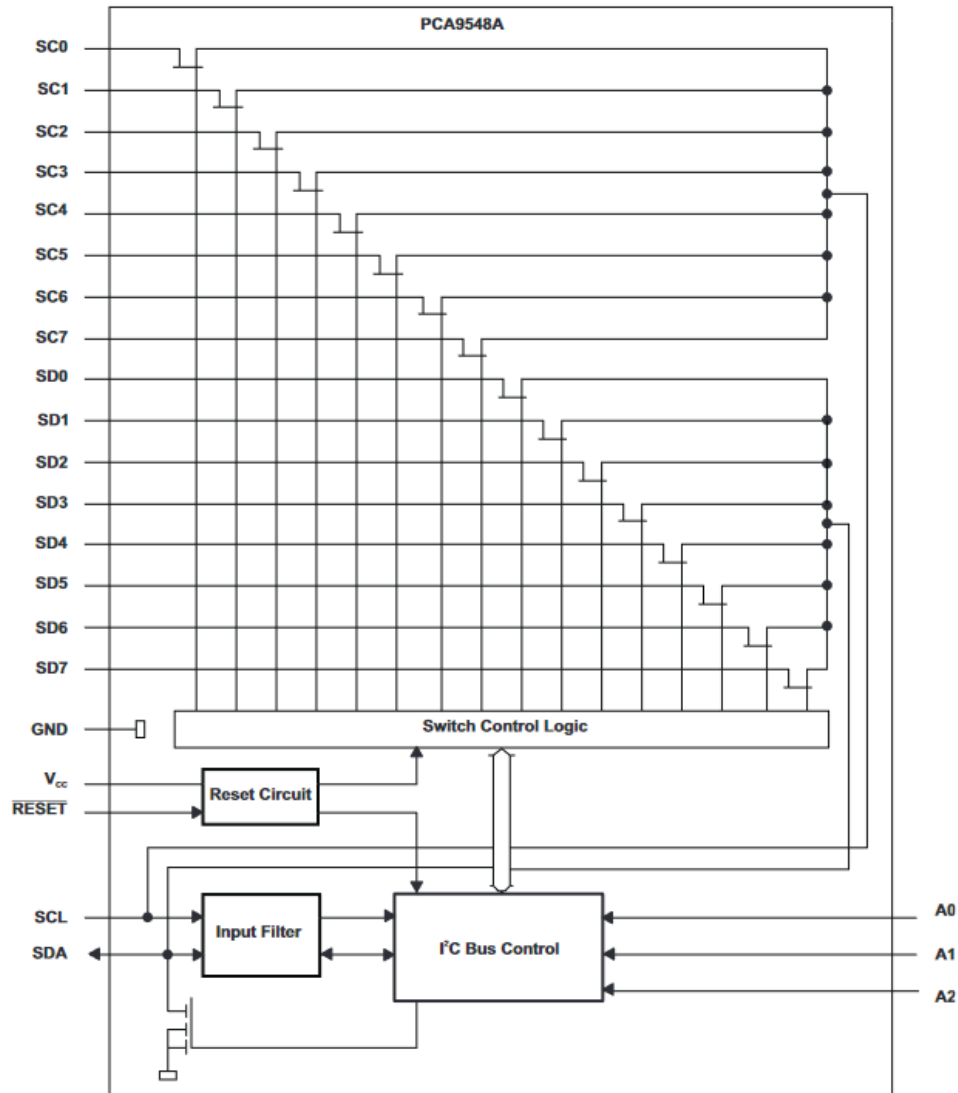 PCA9548A
SC0
SC1
SC2
SC3
SC4
SC5
SC6
SC7
SD0
SD1
SD2
SD3
SD4
SD5
SD6
SD7
GND
Switch Control Logic
Vcc
RESET
Reset Circuit
SCL
SDA
Input Filter
I²C Bus Control
A0
A1
A2